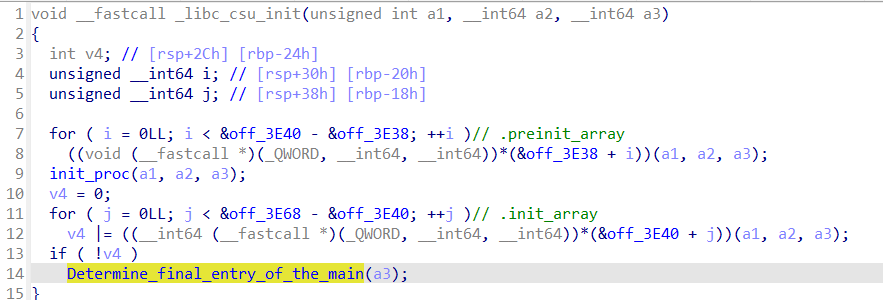 1 void __fastcall _libc_csu_init(unsigned int a1, __int64 a2, __int64 a3)
2 {
3 int v4; // [rsp+2Ch] [rbp-24h]
4 unsigned __int64 i; // [rsp+30h] [rbp-20h]
5 unsigned __int64 j; // [rsp+38h] [rbp-18h]
6
7 for ( i = 0LL; i < &off_3E40 - &off_3E38; ++i )// .preinit_array
8 ((void (__fastcall *)(_QWORD, __int64, __int64))*(&off_3E38 + i))(a1, a2, a3);
9 init_proc(a1, a2, a3);
10 v4 = 0;
11 for ( j = 0LL; j < &off_3E68 - &off_3E40; ++j )// .init_array
12 v4 |= ((__int64 (__fastcall *)(_QWORD, __int64, __int64))*(&off_3E40 + j))(a1, a2, a3);
13 if ( !v4 )
14 Determine_final_entry_of_the_main(a3);
15 }